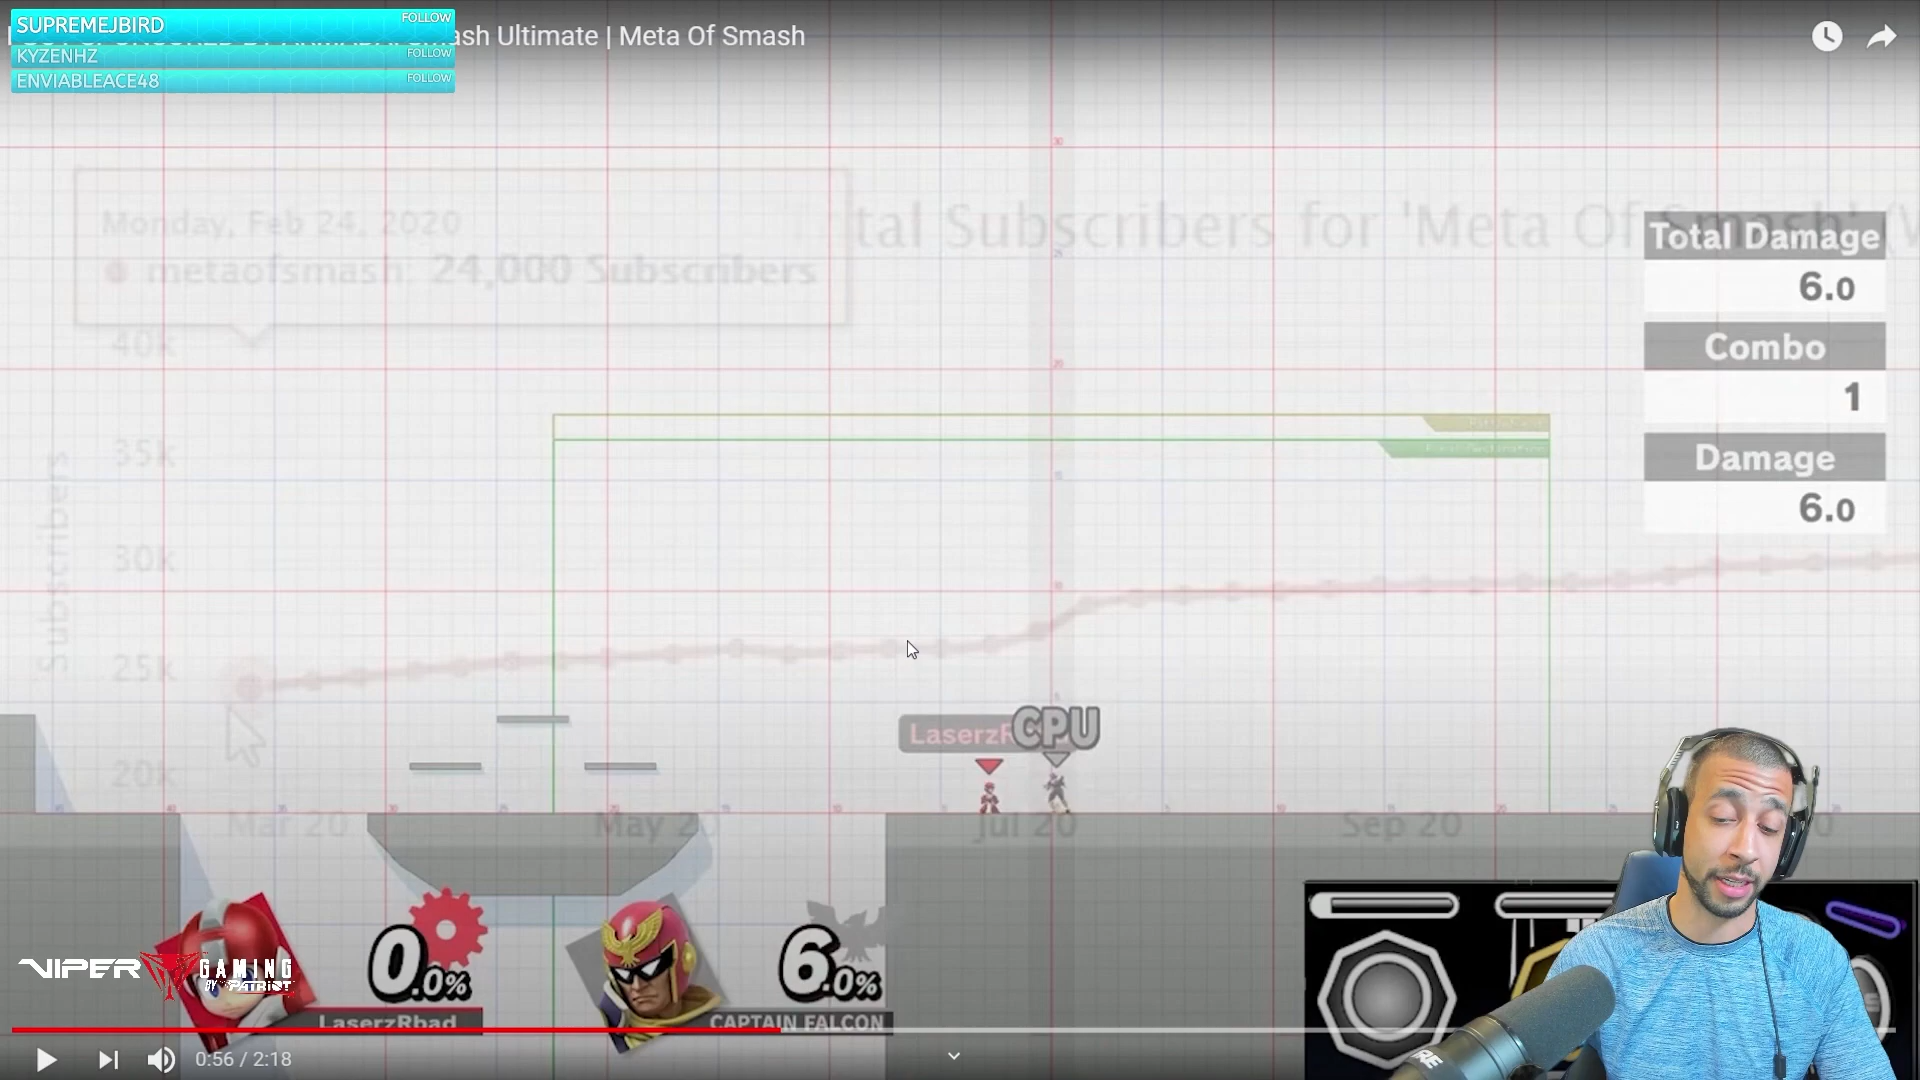 SUPREMEJBIRD FOLLOW
KYZENHZ FOLLOW
ENVIABLEACE48 FOLLOW
ash Ultimate | Meta Of Smash
Monday, Feb 24, 2020
metaofsmash: 24,000 Subscribers
tal Subscribers for 'Meta Of Smash' (
Total Damage
6.0
Combo
1
Damage
6.0
Subscribers
40k
35k
30k
25k
20k
Mar 20
May 20
Jul 20
Sep 20
LaserzR
CPU
VIPER GAMING
BY PATRIOT
0.0%
LaserzRbad
6.0%
CAPTAIN FALCON
0:56 / 2:18